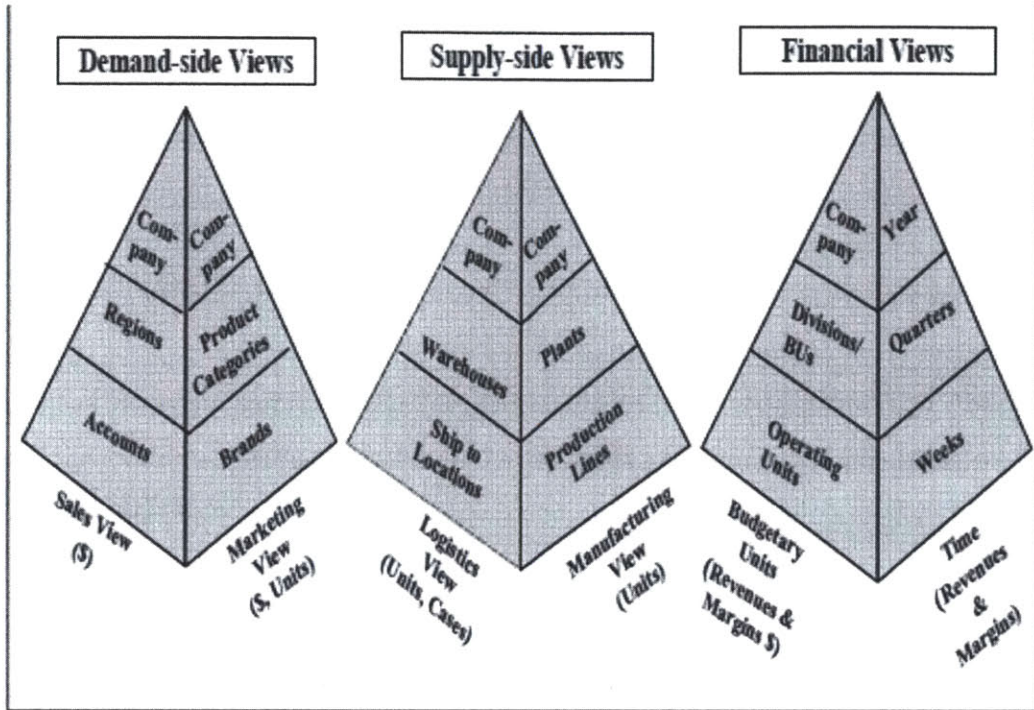 Demand-side Views
Supply-side Views
Financial Views
Com-
pany
Com-
pany
Regions
Product
Categories
Accounts
Brands
Sales View
($)
Marketing
View
($, Units)
Com-
pany
Com-
pany
Warehouses
Plants
Ship to
Locations
Production
Lines
Logistics
View
(Units, Cases)
Manufacturing
View
(Units)
Com-
pany
Year
Divisions/
BUs
Quarters
Operating
Units
Weeks
Budgetary
Units
(Revenues &
Margins $)
Time
(Revenues
&
Margins)